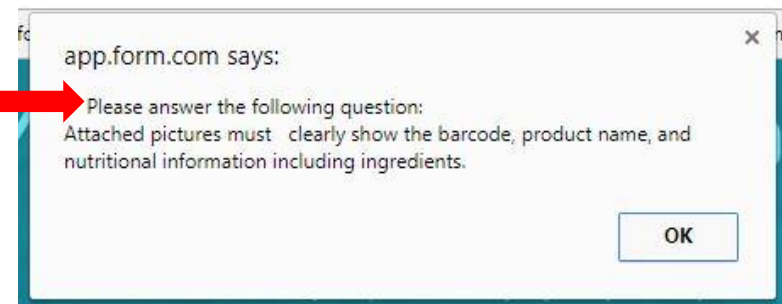 app.form.com says:
Please answer the following question:
Attached pictures must clearly show the barcode, product name, and
nutritional information including ingredients.
OK